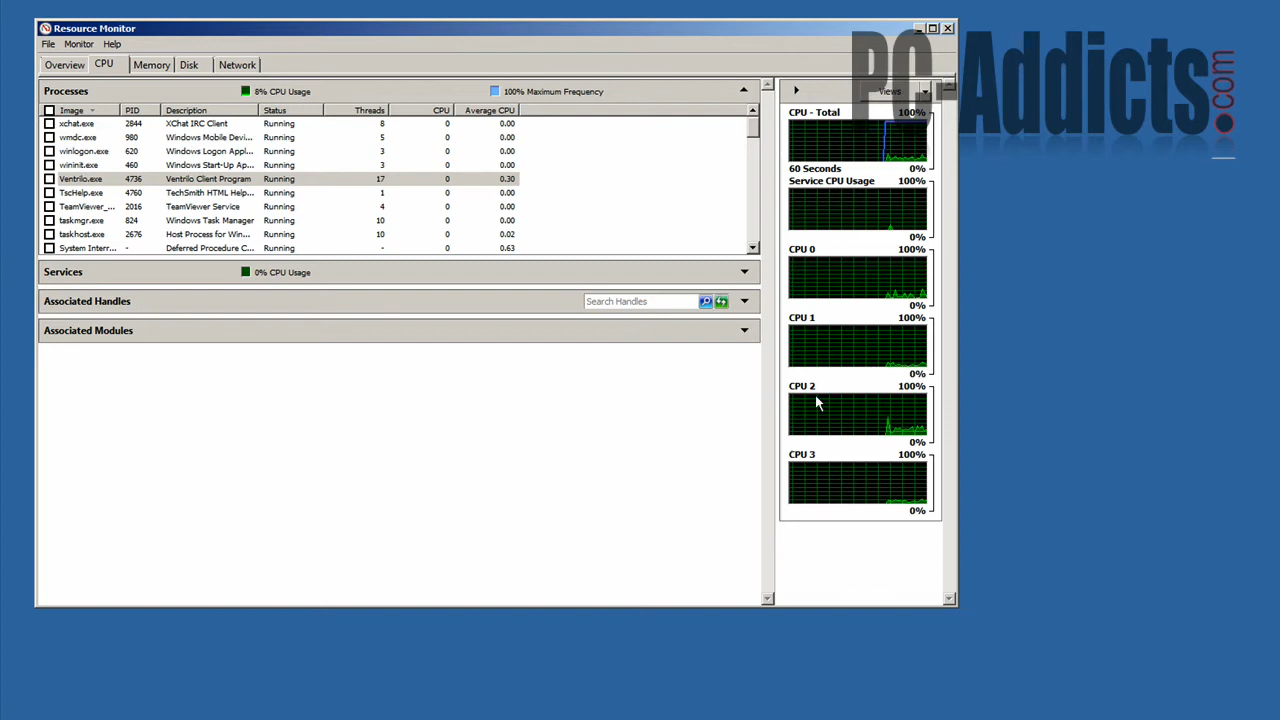 Resource Monitor
File Monitor Help
Overview CPU Memory Disk Network
PC Addicts.com
Processes 8% CPU Usage 100% Maximum Frequency
Views
Image PID Description Status Threads CPU Average CPU
xchat.exe 2844 XChat IRC Client Running 8 0 0.00
wmdc.exe 980 Windows Mobile Devi... Running 5 0 0.00
winlogon.exe 620 Windows Logon Appl... Running 3 0 0.00
wininit.exe 460 Windows Start-Up Ap... Running 3 0 0.00
Ventrilo.exe 4736 Ventrilo Client Program Running 17 0 0.30
TscHelp.exe 4760 TechSmith HTML Help... Running 1 0 0.00
TeamViewer_... 2016 TeamViewer Service Running 4 0 0.00
taskmgr.exe 824 Windows Task Manager Running 10 0 0.00
taskhost.exe 2676 Host Process for Win... Running 10 0 0.02
System Interr... - Deferred Procedure C... Running - 0 0.63
Services 0% CPU Usage
Associated Handles Search Handles
Associated Modules
CPU - Total 100%
60 Seconds 0%
Service CPU Usage 100%
0%
CPU 0 100%
0%
CPU 1 100%
0%
CPU 2 100%
0%
CPU 3 100%
0%